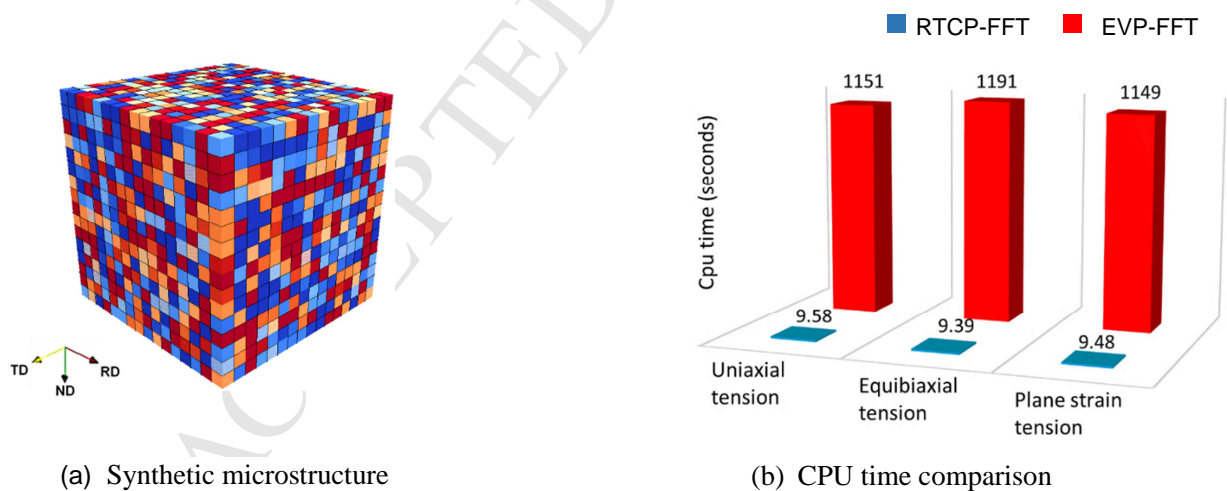 ACCEPTED
RTCP-FFT
EVP-FFT
1151
1191
1149
Cpu time (seconds)
9.58
9.39
9.48
Uniaxial
tension
Equibiaxial
tension
Plane strain
tension
TD
ND
RD
(a) Synthetic microstructure
(b) CPU time comparison